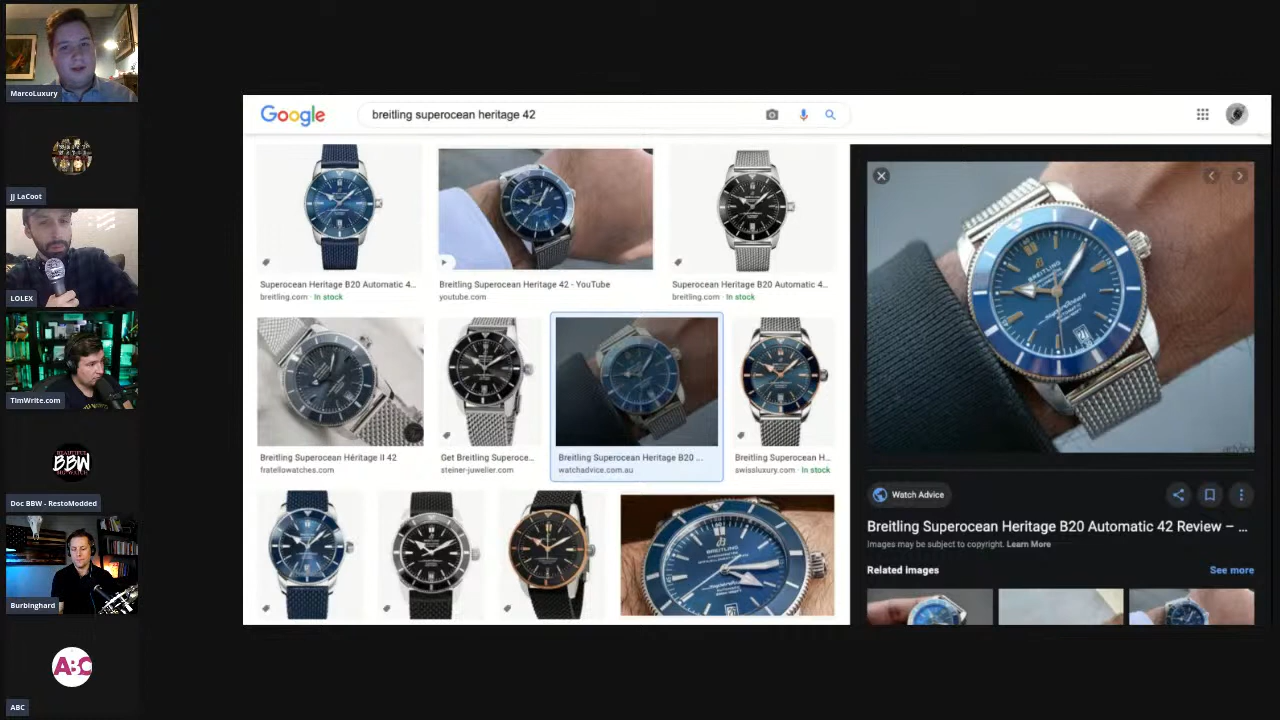 MarcoLuxury
JJ LaCoot
LOLEX
TimWrite.com
BBW
Doc BBW - RestoModded
Burbinghard
ABC
ABC
Google
breitling superocean heritage 42
Superocean Heritage B20 Automatic 4...
breitling.com · In stock
Breitling Superocean Heritage 42 - YouTube
youtube.com
Superocean Heritage B20 Automatic 4...
breitling.com · In stock
Breitling Superocean Héritage II 42
fratellowatches.com
Get Breitling Superoce...
steiner-juwelier.com
Breitling Superocean Heritage B20 ...
watchadvice.com.au
Breitling Superocean H...
swissluxury.com · In stock
BREITLING
BREITLING
superocean
AUTOMATIC
Watch Advice
Breitling Superocean Heritage B20 Automatic 42 Review – ...
Images may be subject to copyright. Learn More
Related images
See more